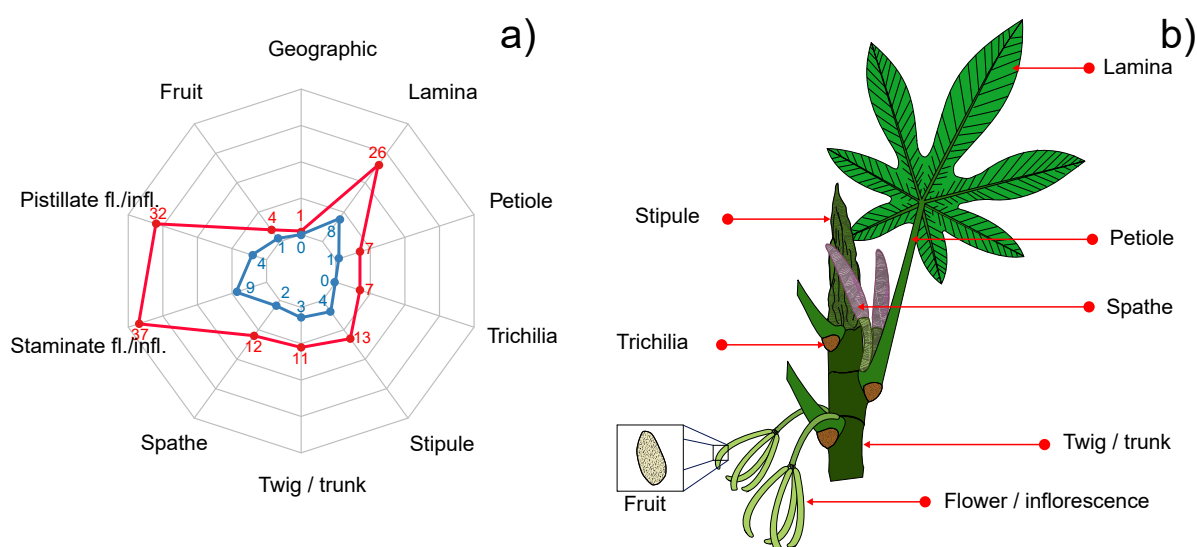 a)
Geographic
Fruit
Lamina
Pistillate fl./infl.
Petiole
Staminate fl./infl.
Trichilia
Spathe
Stipule
Twig / trunk
1
26
7
7
13
11
12
37
32
4
0
8
1
0
4
3
2
9
4
1
b)
Lamina
Stipule
Petiole
Spathe
Trichilia
Twig / trunk
Fruit
Flower / inflorescence